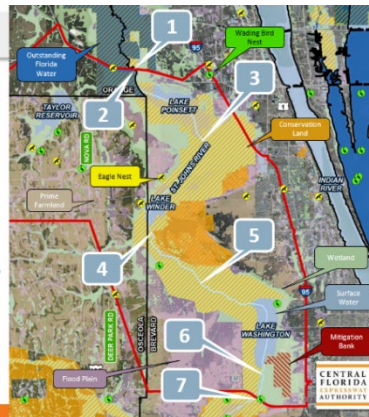 1
95
Wading Bird
Nest
Outstanding
Florida
Water
ORANGE
2
3
LAKE
POINSETT
TAYLOR
RESERVOIR
1
NOVA RD
ST JOHNS RIVER
Conservation
Land
Eagle Nest
INDIAN
RIVER
Prime
Farmland
LAKE
WINDER
4
5
Wetland
95
Surface
Water
OSCEOLA
BREVARD
DEER PARK RD
LAKE
WASHINGTON
6
Mitigation
Bank
Flood Plain
7
CENTRAL
FLORIDA
EXPRESSWAY
AUTHORITY